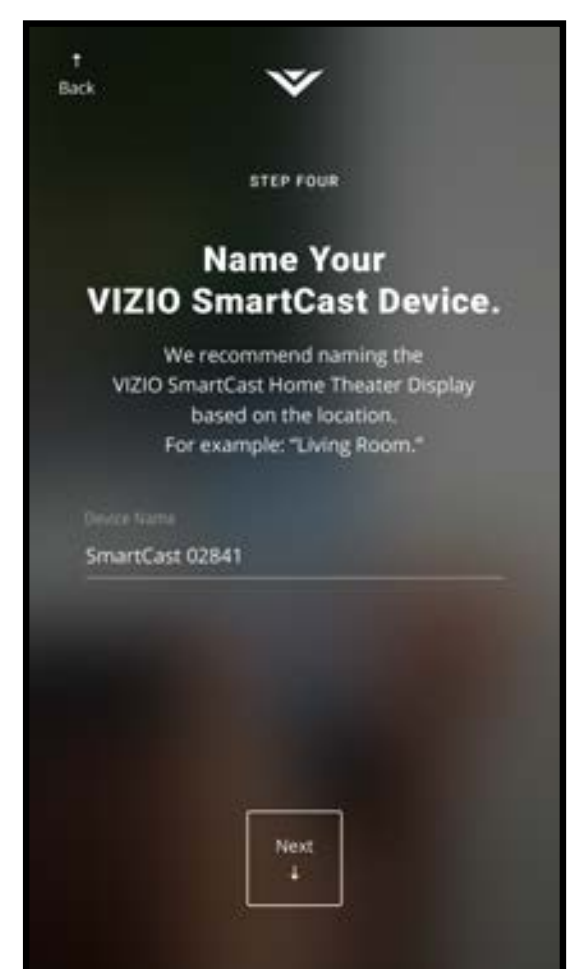 ↑
Back
STEP FOUR
Name Your
VIZIO SmartCast Device.
We recommend naming the
VIZIO SmartCast Home Theater Display
based on the location.
For example: “Living Room.”
Device Name
SmartCast 02841
Next
↓